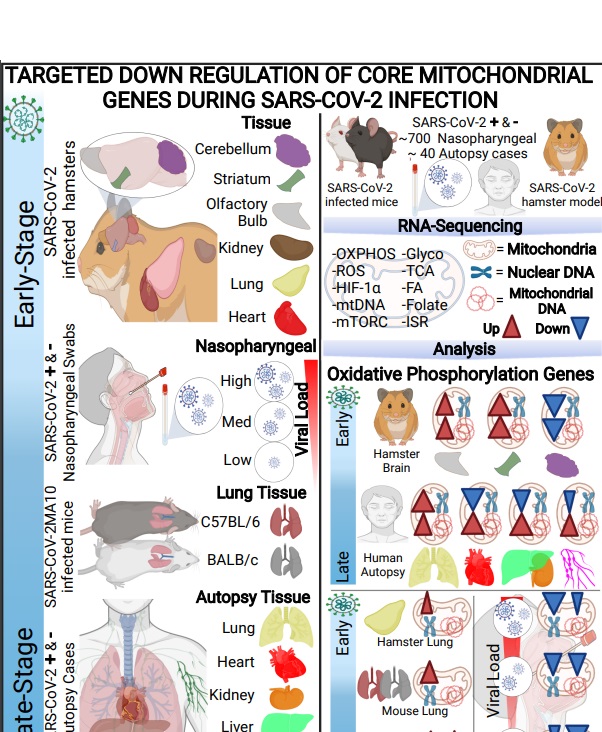 TARGETED DOWN REGULATION OF CORE MITOCHONDRIAL
GENES DURING SARS-COV-2 INFECTION
Early-Stage
SARS-CoV-2
infected hamsters
Tissue
Cerebellum
Striatum
Olfactory
Bulb
Kidney
Lung
Heart
SARS-CoV-2 + & -
Nasopharyngeal Swabs
Nasopharyngeal
High
Med
Low
Viral Load
SARS-CoV-2MA10
infected mice
Lung Tissue
C57BL/6
BALB/c
ate-Stage
RS-CoV-2 + & -
utopsy Cases
Autopsy Tissue
Lung
Heart
Kidney
Liver
SARS-CoV-2 + & -
~700 Nasopharyngeal
~ 40 Autopsy cases
SARS-CoV-2
infected mice
SARS-CoV-2
hamster model
RNA-Sequencing
-OXPHOS -Glyco
-ROS -TCA
-HIF-1α -FA
-mtDNA -Folate
-mTORC -ISR
= Mitochondria
= Nuclear DNA
= Mitochondrial
DNA
Up Down
Analysis
Oxidative Phosphorylation Genes
Early
Hamster
Brain
Late
Human
Autopsy
Early
Hamster Lung
Mouse Lung
Viral Load